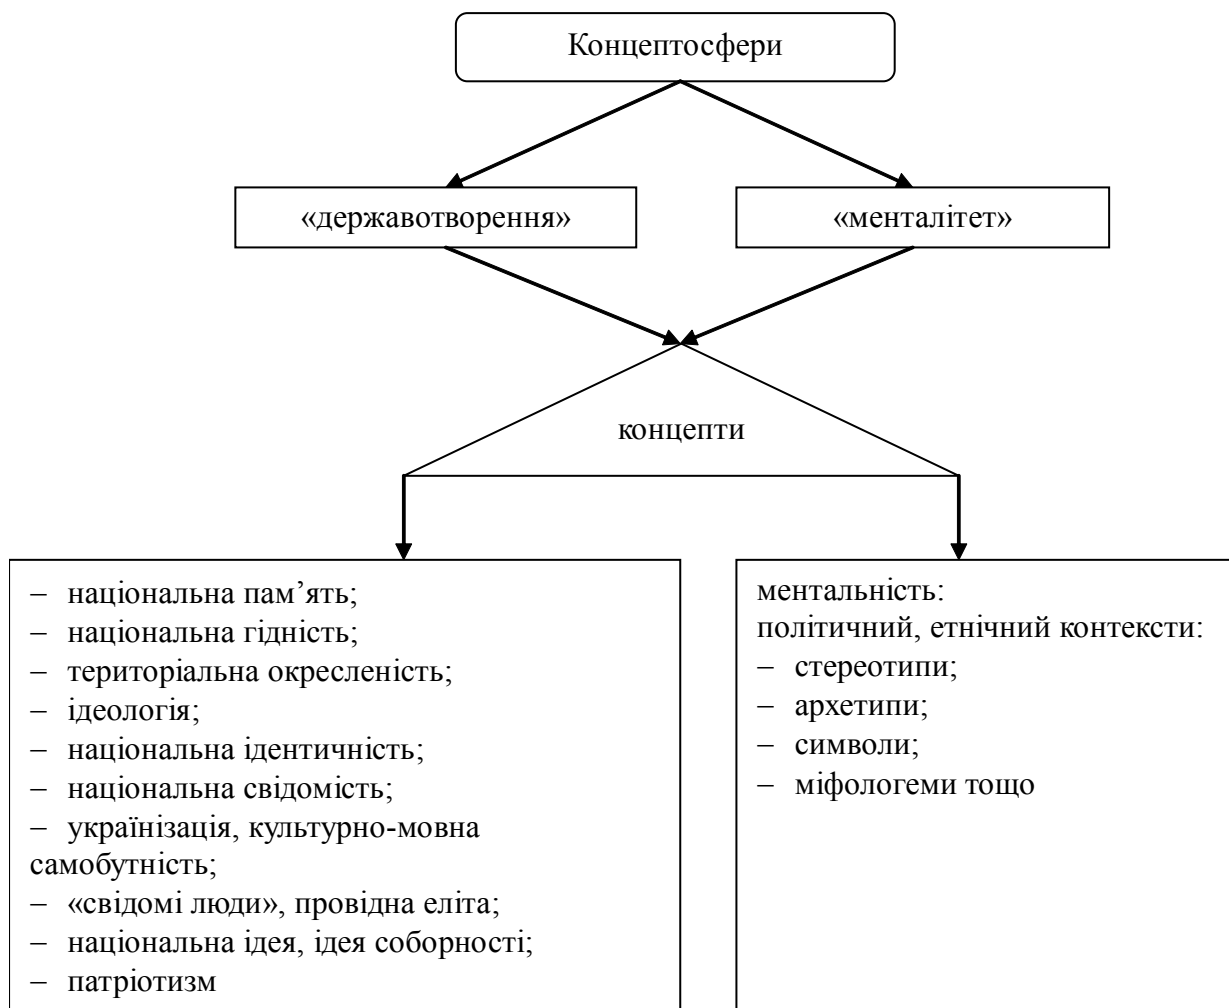 Концептосфери
«державотворення»
«менталітет»
концепти
– національна пам’ять;
– національна гідність;
– територіальна окресленість;
– ідеологія;
– національна ідентичність;
– національна свідомість;
– українізація, культурно-мовна
самобутність;
– «свідомі люди», провідна еліта;
– національна ідея, ідея соборності;
– патріотизм
ментальність:
політичний, етнічний контексти:
– стереотипи;
– архетипи;
– символи;
– міфологеми тощо